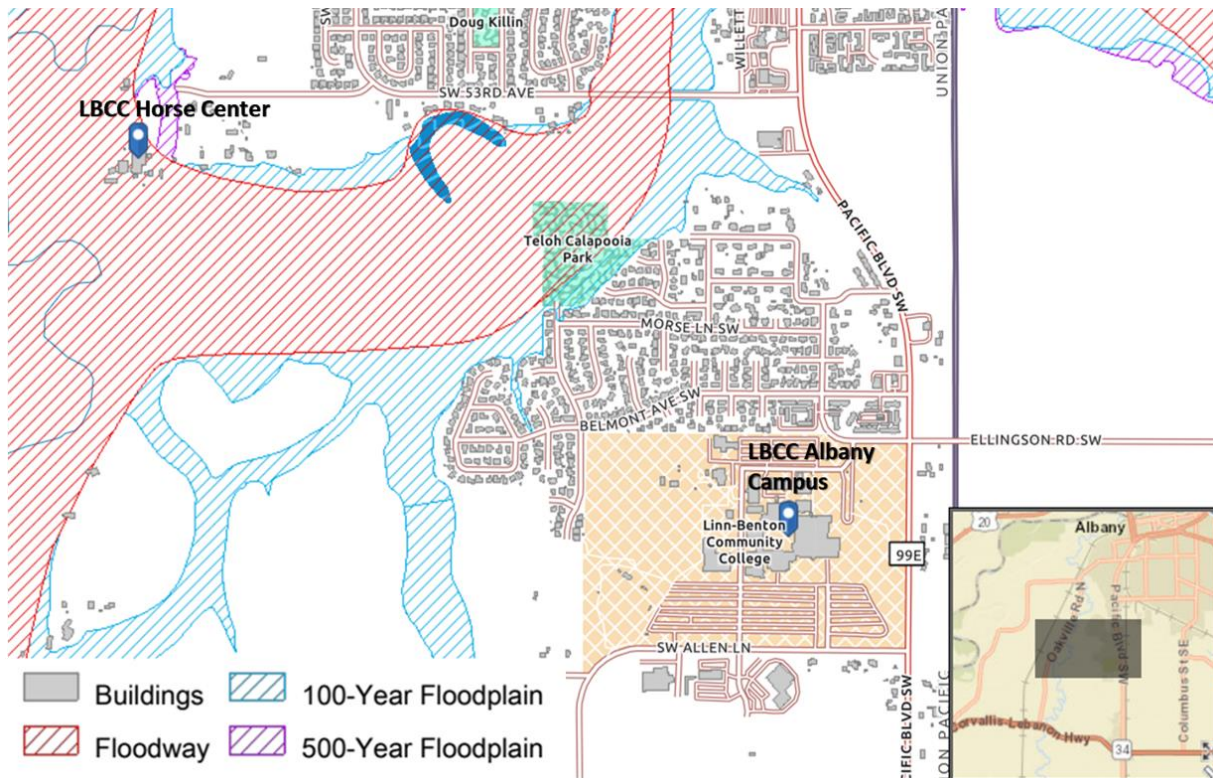 Doug Killin
SW
WILLETT
UNION PA
SW 53RD AVE
LBCC Horse Center
PACIFIC BLVD SW
Teloh Calapooia
Park
MORSE LN SW
BELMONT AVE SW
ELLINGSON RD SW
LBCC Albany
Campus
Linn-Benton
Community
College
99E
SW ALLEN LN
CIFIC BLVD SW
ON PACIFIC
20
Albany
Oakville Rd N
Pacific Blvd SW
Columbus St SE
Corvallis-Lebanon Hwy
34
Buildings
100-Year Floodplain
Floodway
500-Year Floodplain